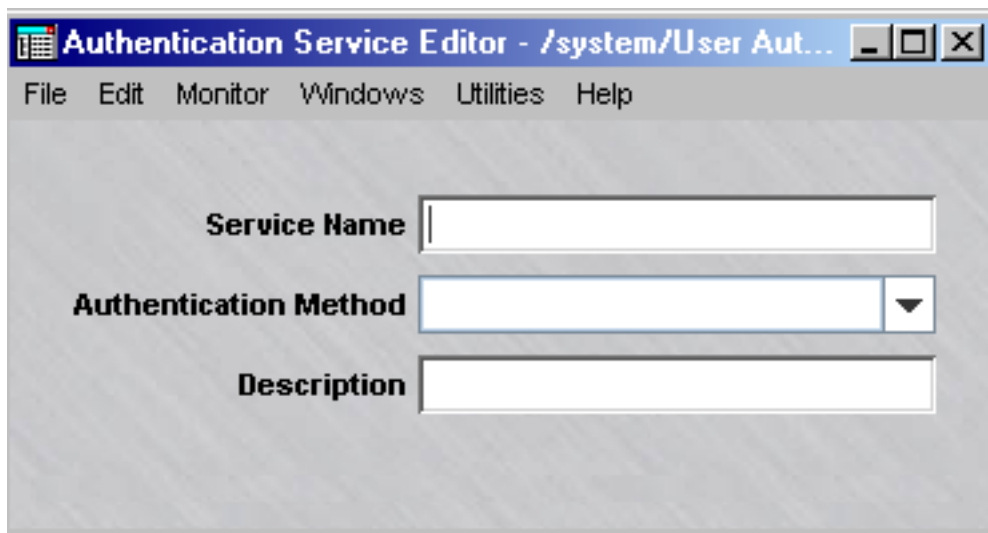 Authentication Service Editor - /system/User Aut...
File Edit Monitor Windows Utilities Help
Service Name
Authentication Method
Description